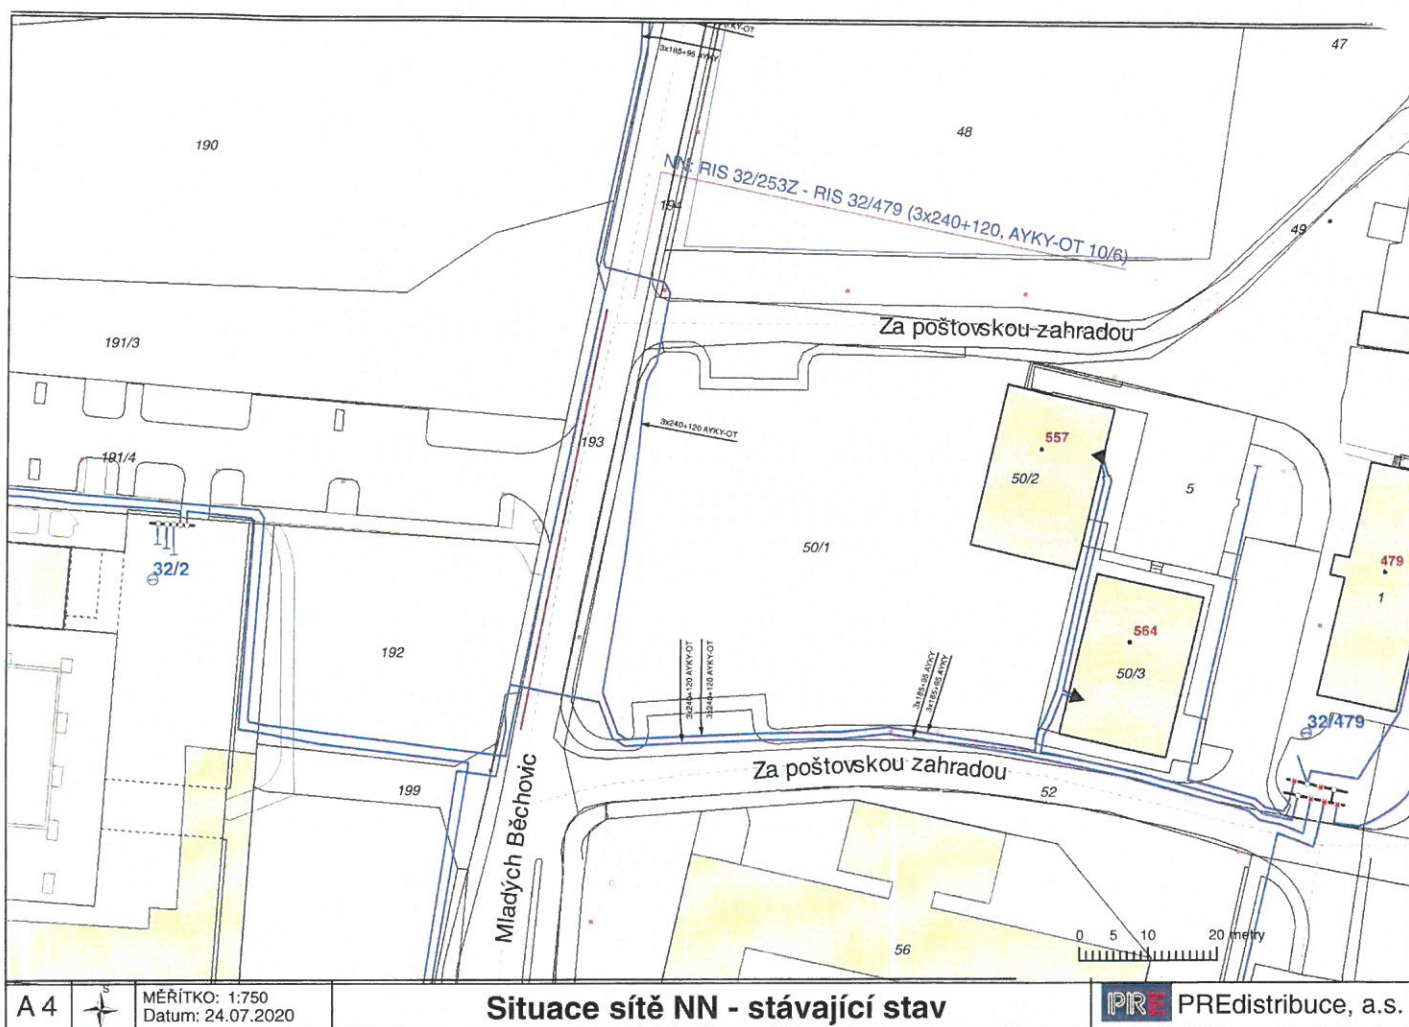 AYKY-OT
3x185+95 AYKY
47
190
48
NN: RIS 32/253Z - RIS 32/479 (3x240+120, AYKY-OT 10/6)
194
49
Za poštovskou zahradou
191/3
3x240+120 AYKY-OT
193
557
191/4
50/2
5
50/1
32/2
479
1
564
192
50/3
3x240+120 AYKY-OT
3x240+120 AYKY-OT
3x185+95 AYKY
3x185+95 AYKY
32/479
Za poštovskou zahradou
199
52
Mladých Běchovic
56
0 5 10 20 metry
A 4
S
MĚŘÍTKO: 1:750
Datum: 24.07.2020
Situace sítě NN - stávající stav
PRE
PREdistribuce, a.s.